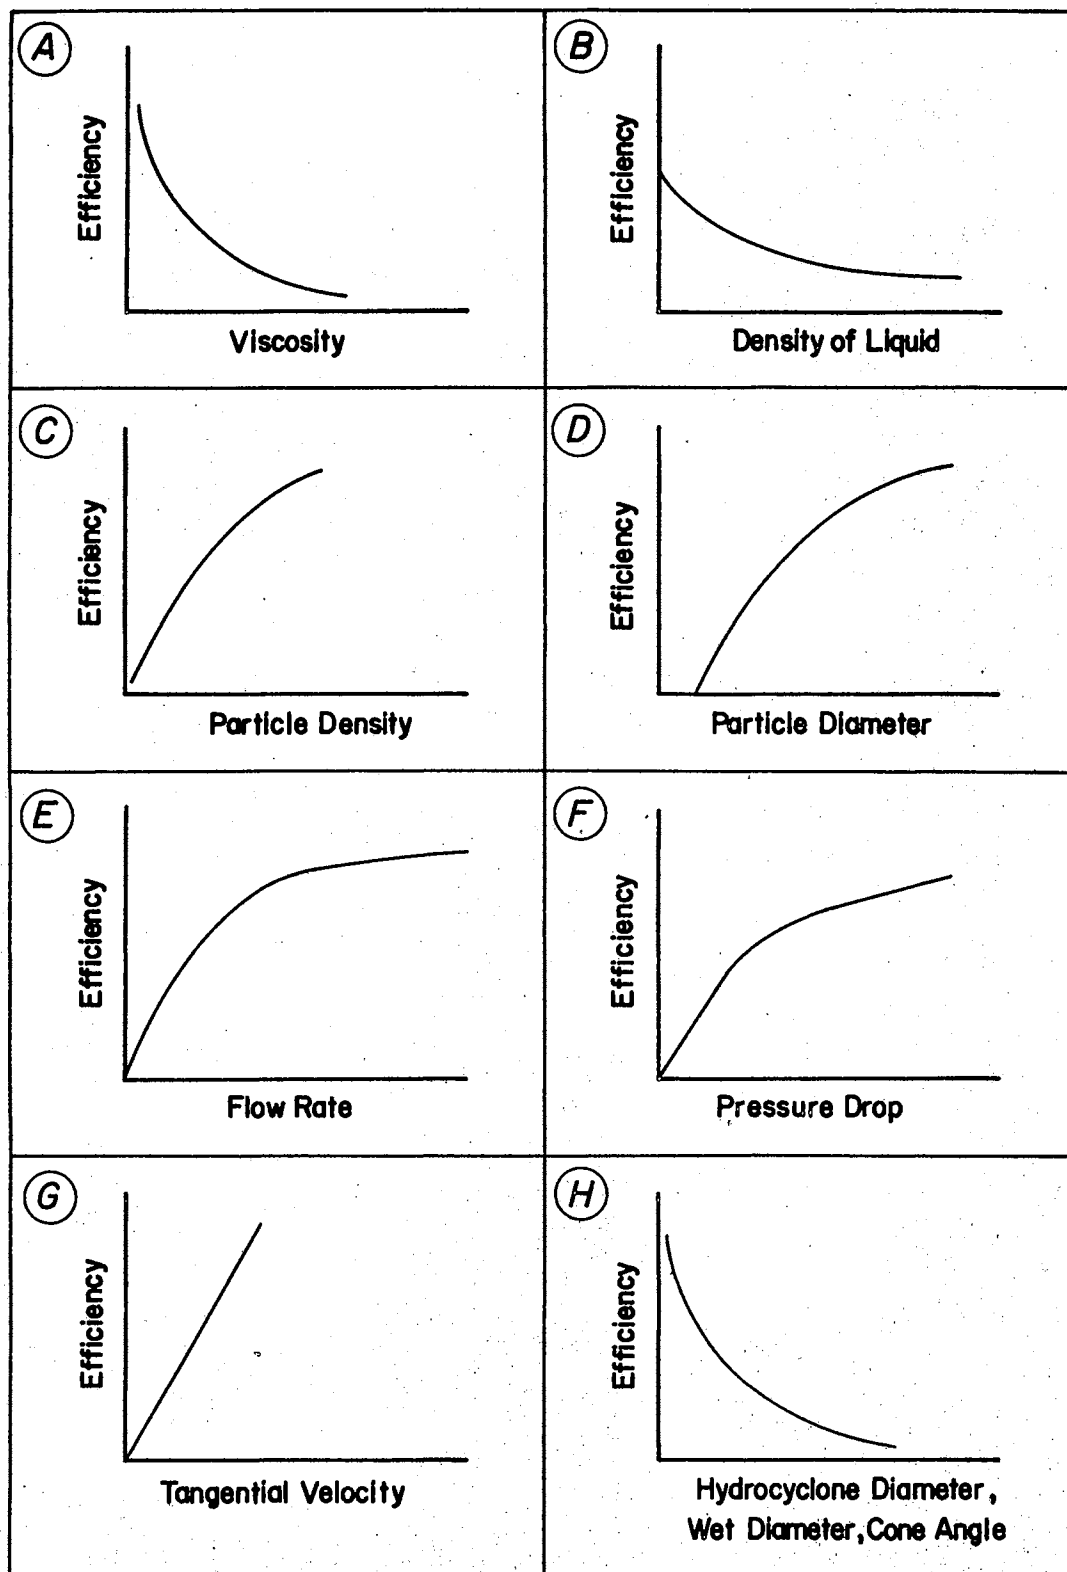 A
Efficiency
Viscosity
B
Efficiency
Density of Liquid
C
Efficiency
Particle Density
D
Efficiency
Particle Diameter
E
Efficiency
Flow Rate
F
Efficiency
Pressure Drop
G
Efficiency
Tangential Velocity
H
Efficiency
Hydrocyclone Diameter,
Wet Diameter, Cone Angle